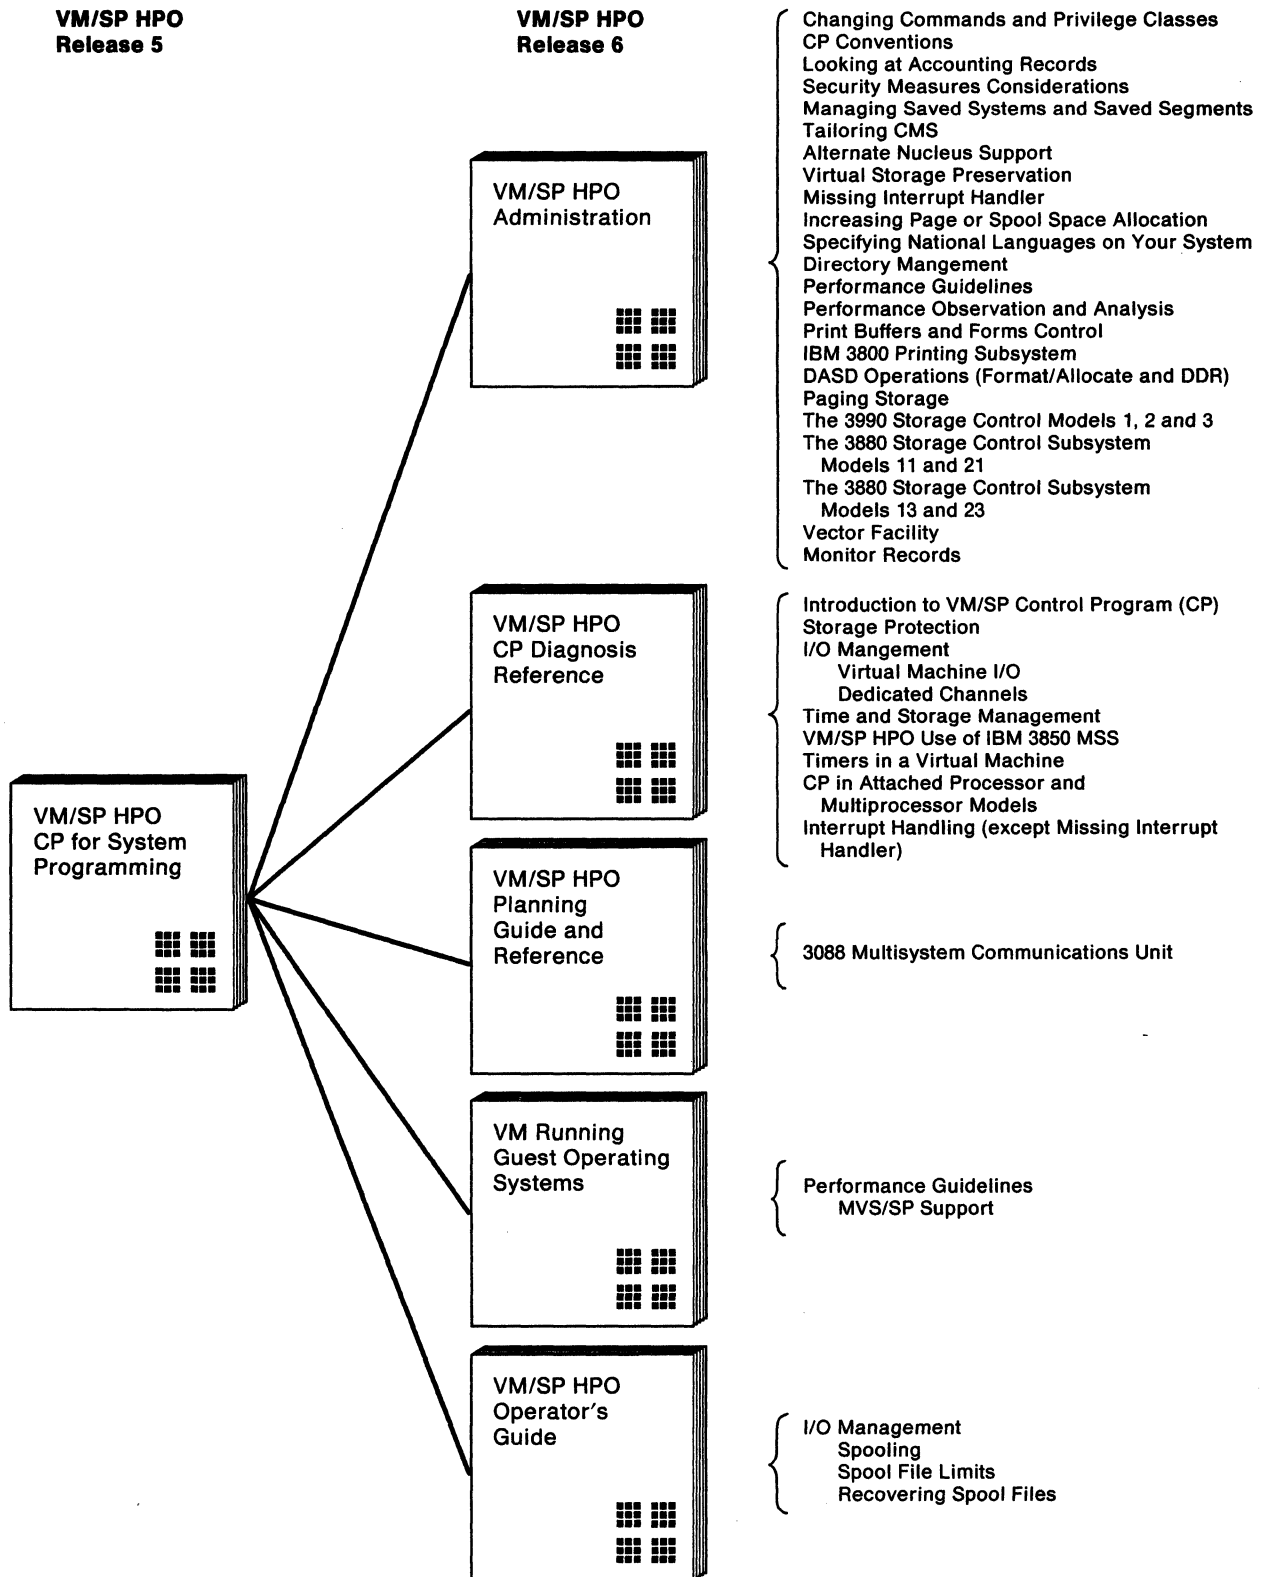 VM/SP HPO
Release 5
VM/SP HPO
Release 6
VM/SP HPO
CP for System
Programming
VM/SP HPO
Administration
Changing Commands and Privilege Classes
CP Conventions
Looking at Accounting Records
Security Measures Considerations
Managing Saved Systems and Saved Segments
Tailoring CMS
Alternate Nucleus Support
Virtual Storage Preservation
Missing Interrupt Handler
Increasing Page or Spool Space Allocation
Specifying National Languages on Your System
Directory Mangement
Performance Guidelines
Performance Observation and Analysis
Print Buffers and Forms Control
IBM 3800 Printing Subsystem
DASD Operations (Format/Allocate and DDR)
Paging Storage
The 3990 Storage Control Models 1, 2 and 3
The 3880 Storage Control Subsystem
Models 11 and 21
The 3880 Storage Control Subsystem
Models 13 and 23
Vector Facility
Monitor Records
VM/SP HPO
CP Diagnosis
Reference
Introduction to VM/SP Control Program (CP)
Storage Protection
I/O Mangement
Virtual Machine I/O
Dedicated Channels
Time and Storage Management
VM/SP HPO Use of IBM 3850 MSS
Timers in a Virtual Machine
CP in Attached Processor and
Multiprocessor Models
Interrupt Handling (except Missing Interrupt
Handler)
VM/SP HPO
Planning
Guide and
Reference
3088 Multisystem Communications Unit
VM Running
Guest Operating
Systems
Performance Guidelines
MVS/SP Support
VM/SP HPO
Operator's
Guide
I/O Management
Spooling
Spool File Limits
Recovering Spool Files